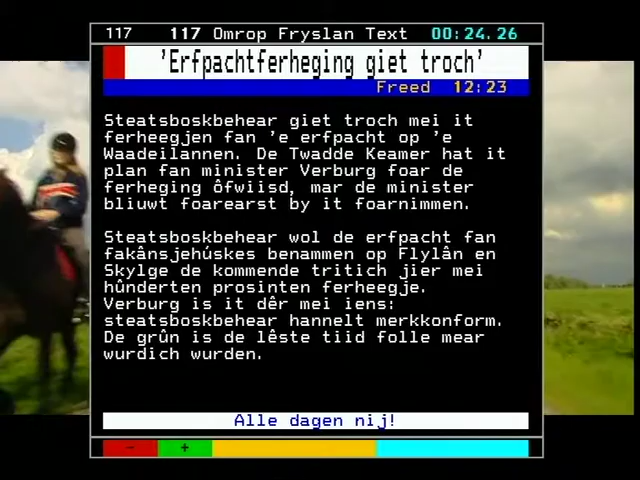 117 117 Omrop Fryslan Text 00:24.26
'Erfpachtferheging giet troch'
Freed 12:23
Steatsboskbehear giet troch mei it
ferheegjen fan 'e erfpacht op 'e
Waadeilannen. De Twadde Keamer hat it
plan fan minister Verburg foar de
ferheging ôfwiisd, mar de minister
bliuwt foarearst by it foarnimmen.
Steatsboskbehear wol de erfpacht fan
fakânsjehúskes benammen op Flylân en
Skylge de kommende tritich jier mei
hûnderten prosinten ferheegje.
Verburg is it dêr mei iens:
steatsboskbehear hannelt merkkonform.
De grûn is de lêste tiid folle mear
wurdich wurden.
Alle dagen nij!
- +